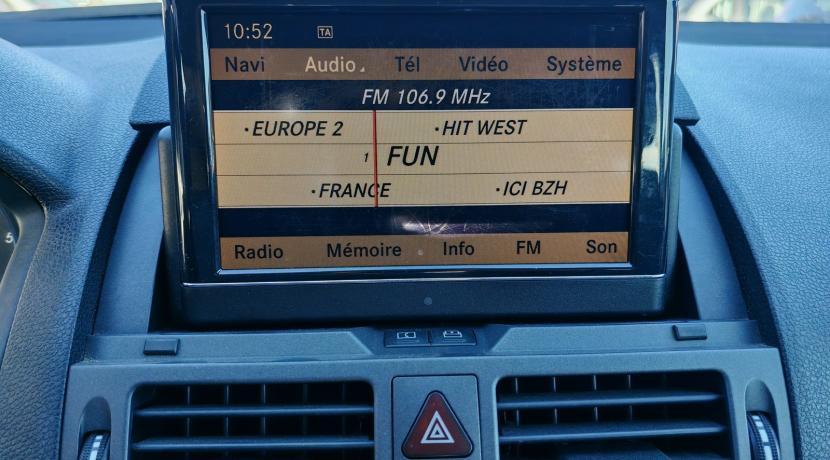 10:52 TA
Navi Audio Tél Vidéo Système
FM 106.9 MHz
·EUROPE 2 ·HIT WEST
1 FUN
·FRANCE ·ICI BZH
Radio Mémoire Info FM Son
5